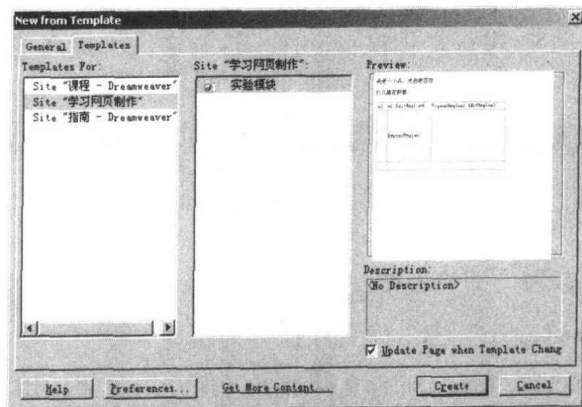 New from Template
General
Templates
Templates For:
Site "课程 - Dreamweaver"
Site "学习网页制作"
Site "指南 - Dreamweaver"
Site "学习网页制作":
实验模块
Preview:
Description:
<No Description>
Update Page when Template Chang
Help
Preferences...
Get More Content...
Create
Cancel